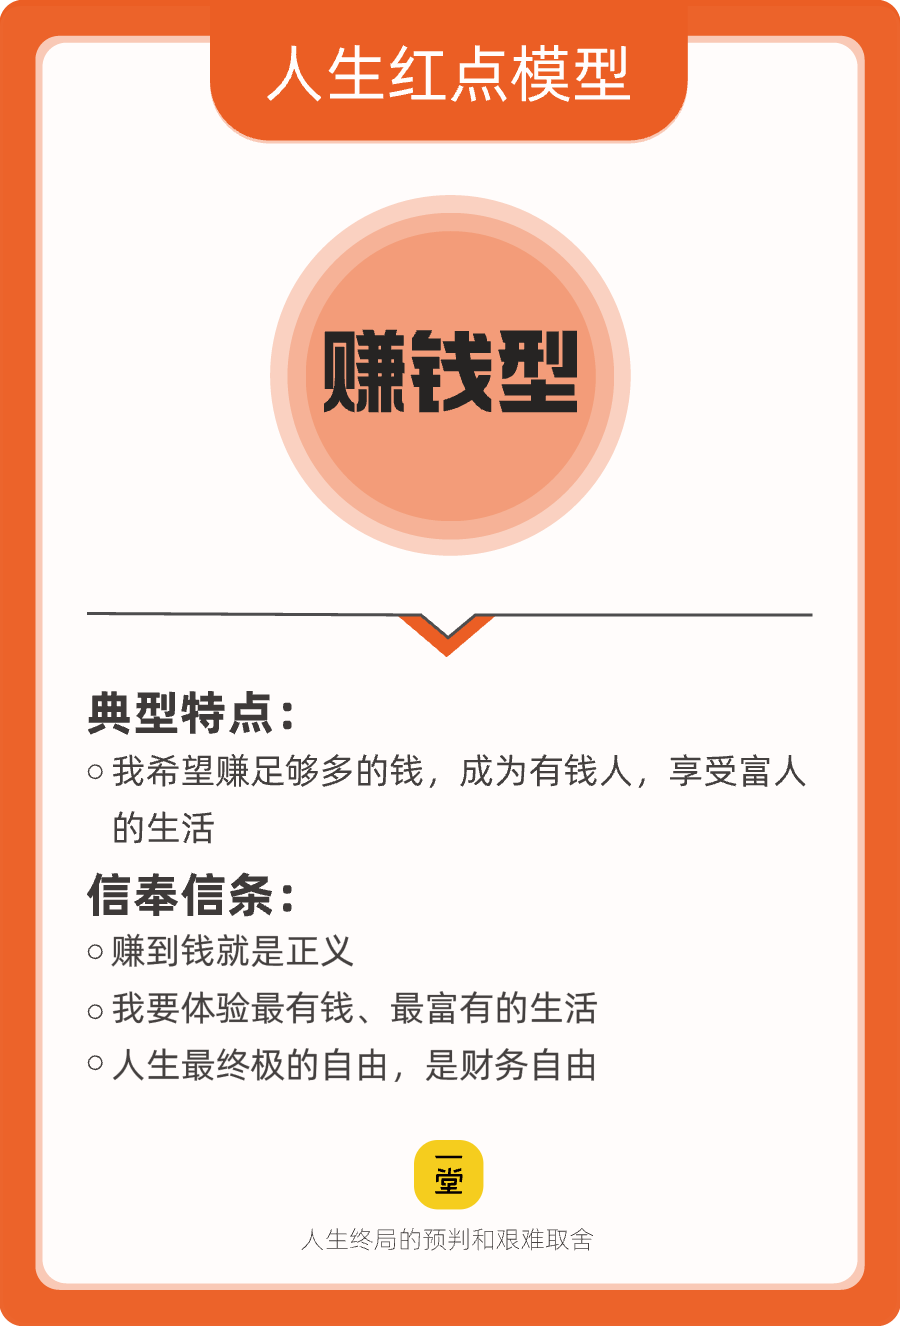 人生红点模型
赚钱型
典型特点：
我希望赚足够多的钱，成为有钱人，享受富人
的生活
信奉信条：
赚到钱就是正义
我要体验最有钱、最富有的生活
人生最终极的自由，是财务自由
一
堂
人生终局的预判和艰难取舍